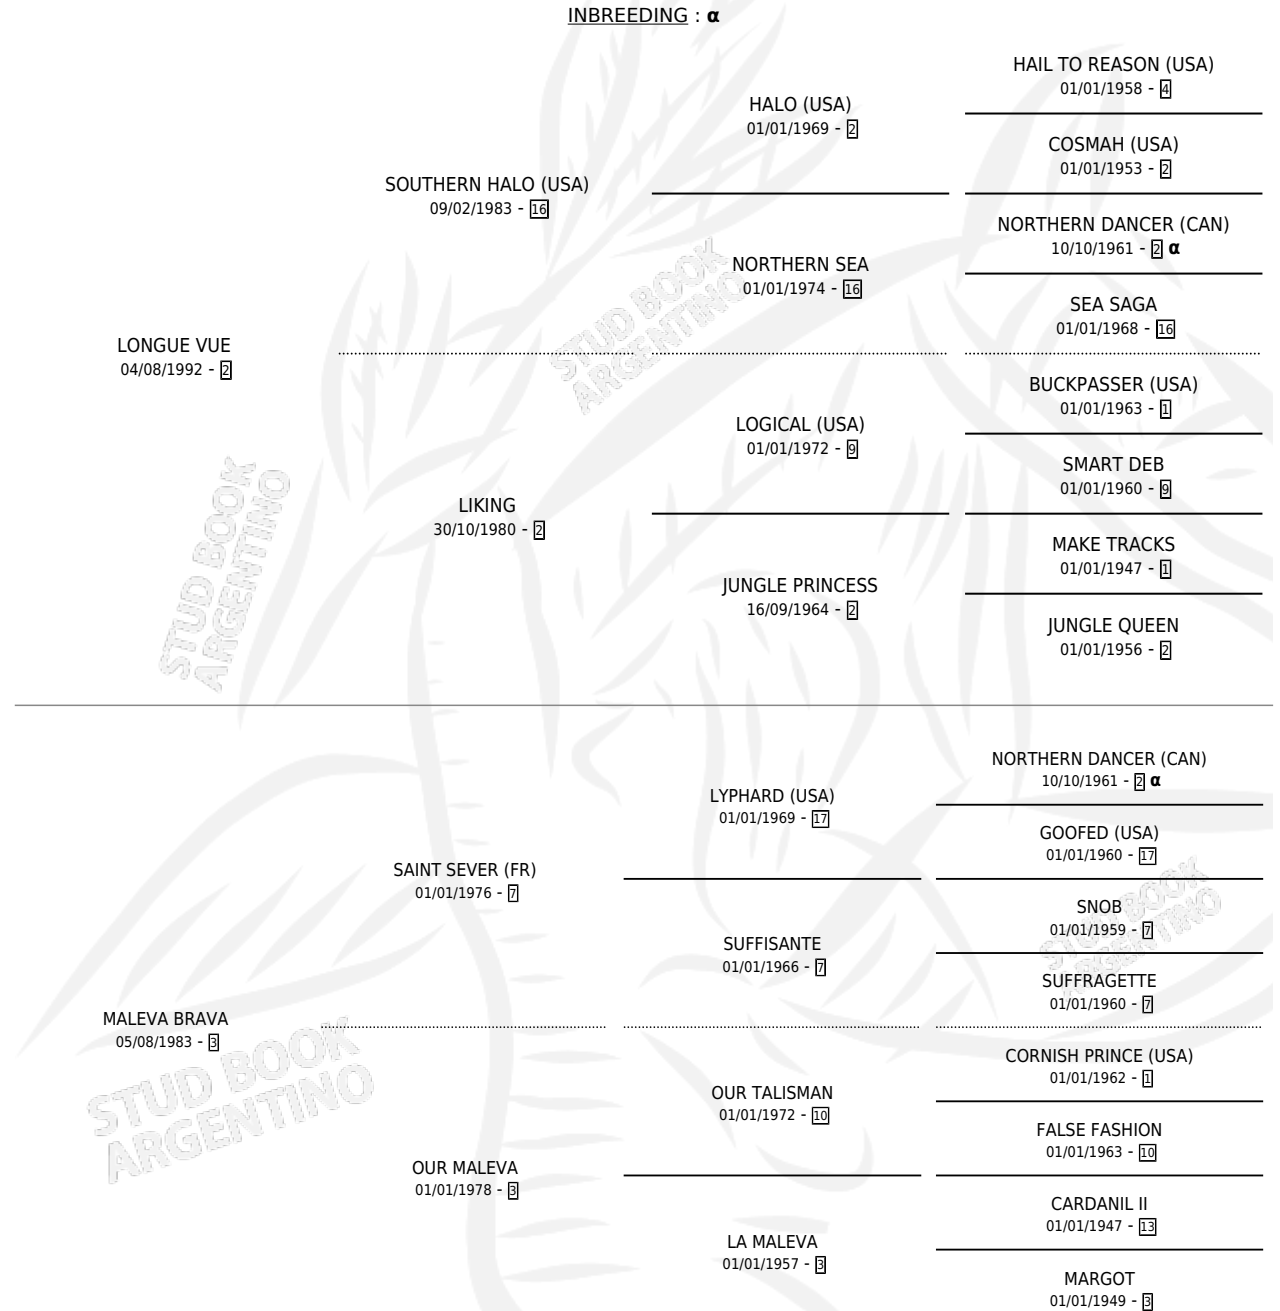 INBREEDING : α
HAIL TO REASON (USA)
01/01/1958 - 4
HALO (USA)
01/01/1969 - 2
COSMAH (USA)
01/01/1953 - 2
SOUTHERN HALO (USA)
09/02/1983 - 16
NORTHERN DANCER (CAN)
10/10/1961 - 2 α
NORTHERN SEA
01/01/1974 - 16
SEA SAGA
01/01/1968 - 16
LONGUE VUE
04/08/1992 - 2
BUCKPASSER (USA)
01/01/1963 - 1
LOGICAL (USA)
01/01/1972 - 9
SMART DEB
01/01/1960 - 9
LIKING
30/10/1980 - 2
MAKE TRACKS
01/01/1947 - 1
JUNGLE PRINCESS
16/09/1964 - 2
JUNGLE QUEEN
01/01/1956 - 2
STUD BOOK
ARGENTINO
STUD BOOK
ARGENTINO
NORTHERN DANCER (CAN)
10/10/1961 - 2 α
LYPHARD (USA)
01/01/1969 - 17
GOOFED (USA)
01/01/1960 - 17
SAINT SEVER (FR)
01/01/1976 - 7
SNOB
01/01/1959 - 7
SUFFISANTE
01/01/1966 - 7
SUFFRAGETTE
01/01/1960 - 7
STUD BOOK
ARGENTINO
MALEVA BRAVA
05/08/1983 - 3
CORNISH PRINCE (USA)
01/01/1962 - 1
OUR TALISMAN
01/01/1972 - 10
FALSE FASHION
01/01/1963 - 10
OUR MALEVA
01/01/1978 - 3
CARDANIL II
01/01/1947 - 13
LA MALEVA
01/01/1957 - 3
MARGOT
01/01/1949 - 3
STUD BOOK
ARGENTINO